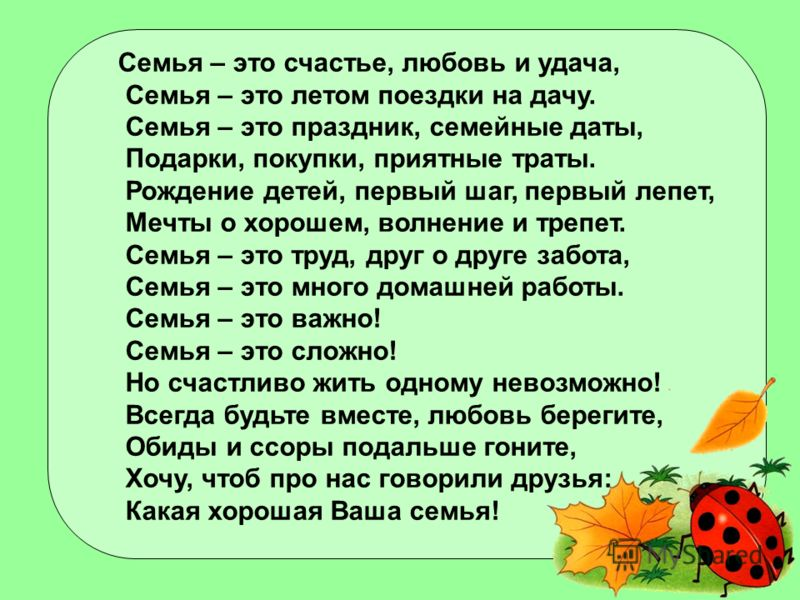 Семья – это счастье, любовь и удача,
Семья – это летом поездки на дачу.
Семья – это праздник, семейные даты,
Подарки, покупки, приятные траты.
Рождение детей, первый шаг, первый лепет,
Мечты о хорошем, волнение и трепет.
Семья – это труд, друг о друге забота,
Семья – это много домашней работы.
Семья – это важно!
Семья – это сложно!
Но счастливо жить одному невозможно!
Всегда будьте вместе, любовь берегите,
Обиды и ссоры подальше гоните,
Хочу, чтоб про нас говорили друзья:
Какая хорошая Ваша семья!
MyShared